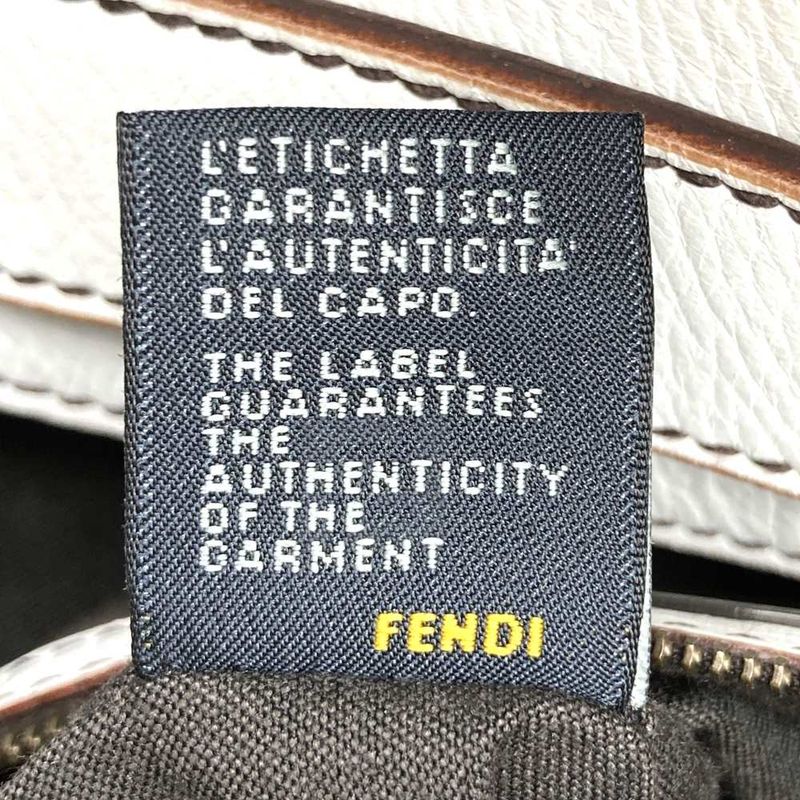 L'ETICHETTA
GARANTISCE
L'AUTENTICITA'
DEL CAPO.
THE LABEL
GUARANTEES
THE
AUTHENTICITY
OF THE
GARMENT
FENDI